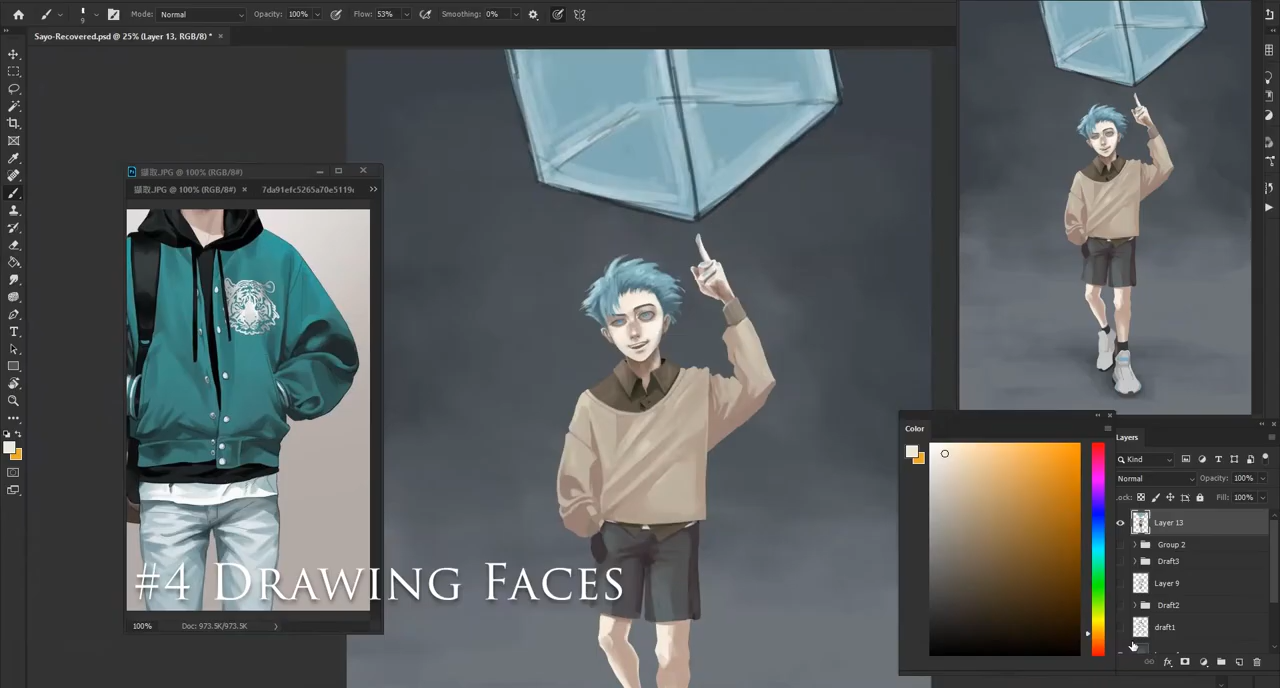 Mode: Normal Opacity: 100% Flow: 53% Smoothing: 0%
Sayo-Recovered.psd @ 25% (Layer 13, RGB/8) * ×
擷取.JPG @ 100% (RGB/8#)
擷取.JPG @ 100% (RGB/8#) × 7da91efc5265a70e5119
#4 Drawing Faces
100% Doc: 973.5K/973.5K
Color
Layers
Kind
Normal Opacity: 100%
Lock: Fill: 100%
Layer 13
Group 2
Draft3
Layer 9
Draft2
draft1